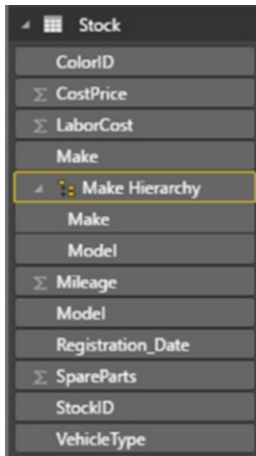 Stock
ColorID
Σ CostPrice
Σ LaborCost
Make
Make Hierarchy
Make
Model
Σ Mileage
Model
Registration_Date
Σ SpareParts
StockID
VehicleType